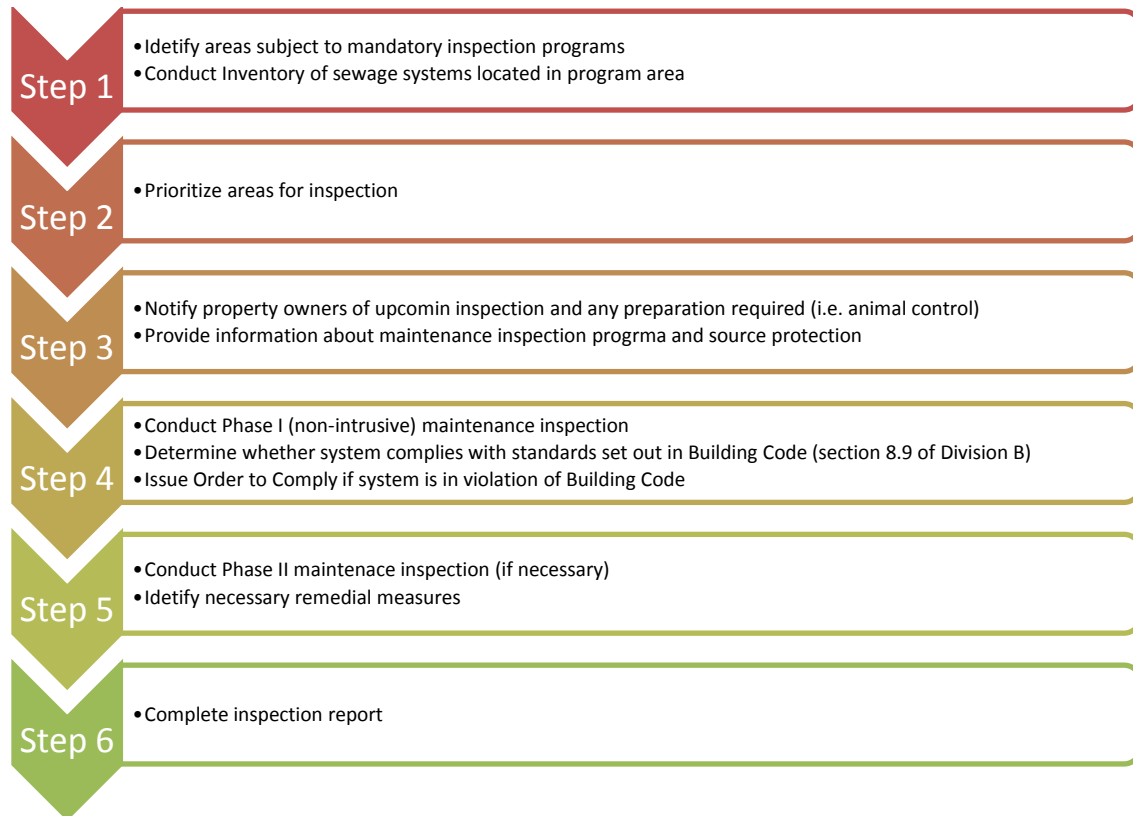 Step 1
•Idetify areas subject to mandatory inspection programs
•Conduct Inventory of sewage systems located in program area
Step 2
•Prioritize areas for inspection
Step 3
•Notify property owners of upcomin inspection and any preparation required (i.e. animal control)
•Provide information about maintenance inspection progrma and source protection
Step 4
•Conduct Phase I (non-intrusive) maintenance inspection
•Determine whether system complies with standards set out in Building Code (section 8.9 of Division B)
•Issue Order to Comply if system is in violation of Building Code
Step 5
•Conduct Phase II maintenace inspection (if necessary)
•Idetify necessary remedial measures
Step 6
•Complete inspection report